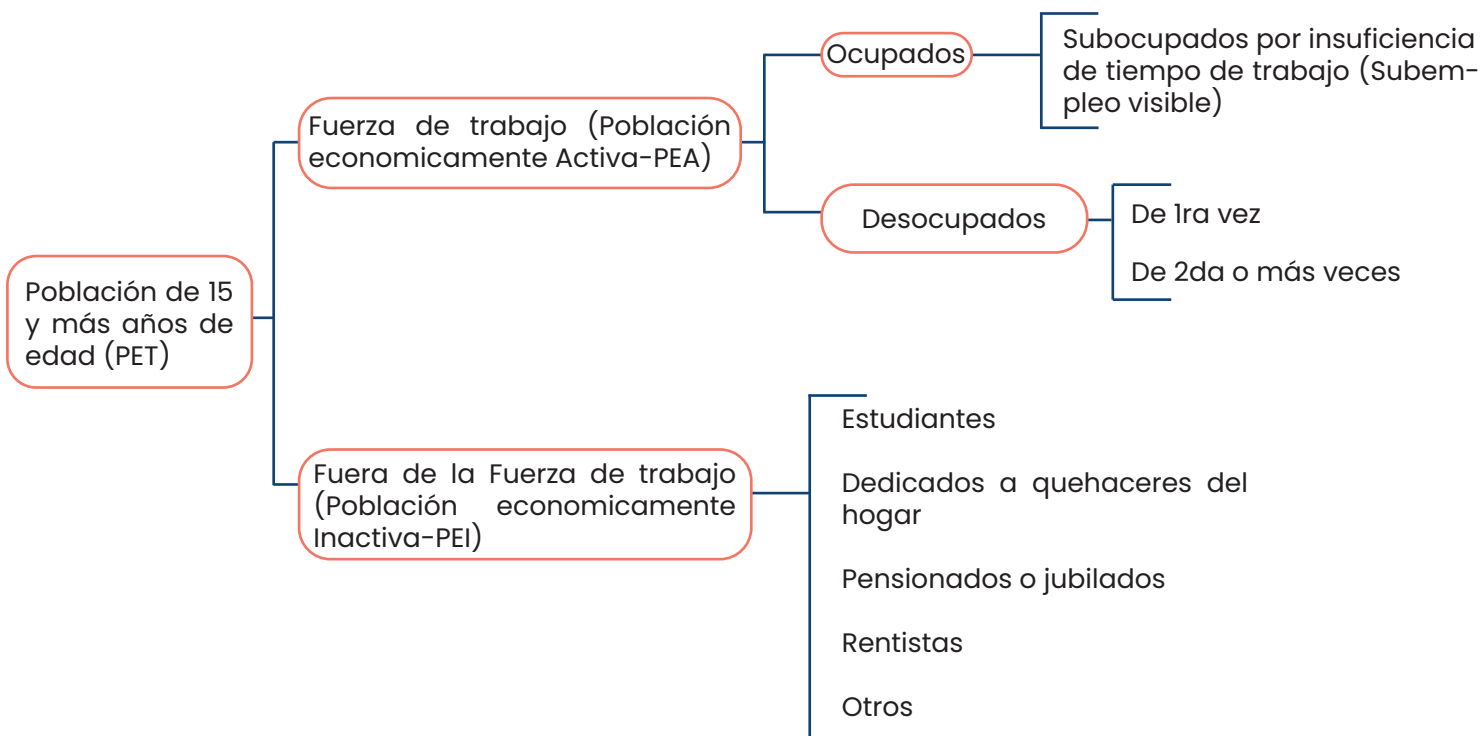 Población de 15
y más años de
edad (PET)
Fuerza de trabajo (Población
economicamente Activa-PEA)
Ocupados
Subocupados por insuficiencia
de tiempo de trabajo (Subem-
pleo visible)
Desocupados
De 1ra vez
De 2da o más veces
Fuera de la Fuerza de trabajo
(Población economicamente
Inactiva-PEI)
Estudiantes
Dedicados a quehaceres del
hogar
Pensionados o jubilados
Rentistas
Otros